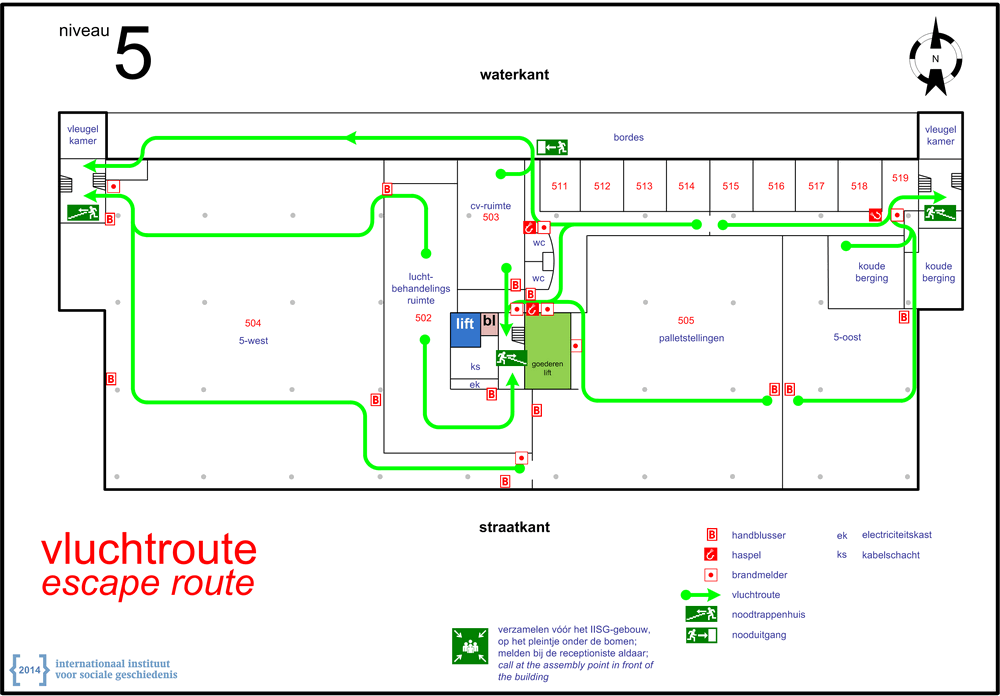 niveau
5
waterkant
N
vleugel
kamer
bordes
vleugel
kamer
511
512
513
514
515
516
517
518
519
cv-ruimte
503
wc
wc
lucht-
behandelings
ruimte
502
koude
berging
koude
berging
504
5-west
505
palletstellingen
5-oost
lift
bl
ks
ek
goederen
lift
B
B
B
B
B
B
B
B
B
B
B
B
straatkant
vluchtroute
escape route
B handblusser
haspel
brandmelder
vluchtroute
noodtrappenhuis
nooduitgang
ek electriciteitskast
ks kabelschacht
verzamelen vóór het IISG-gebouw,
op het pleintje onder de bomen;
melden bij de receptioniste aldaar;
call at the assembly point in front of
the building
{2014} internationaal instituut
voor sociale geschiedenis